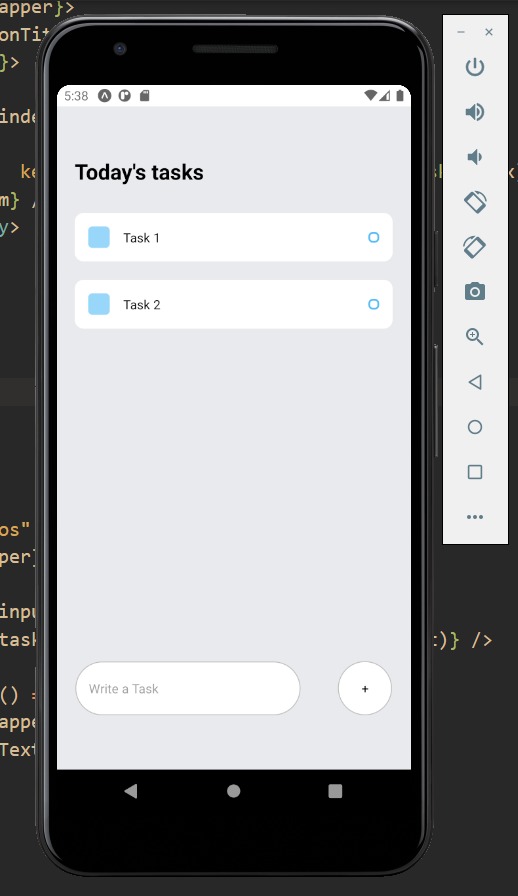 apper}>
onTit
}>
inde
ke
x
m} /
y>
5:38
Today's tasks
Task 1
Task 2
os"
per}
inpu
task
t)} />
() =
appe
Text
Write a Task
+